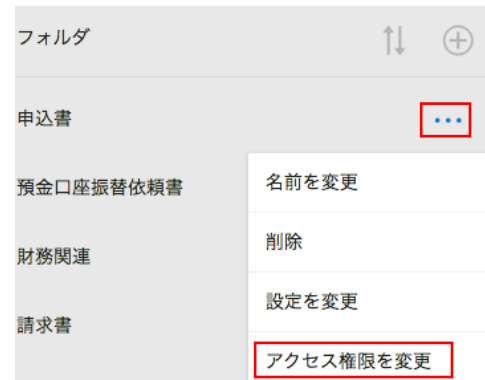 フォルダ
申込書
預金口座振替依頼書
財務関連
請求書
名前を変更
削除
設定を変更
アクセス権限を変更